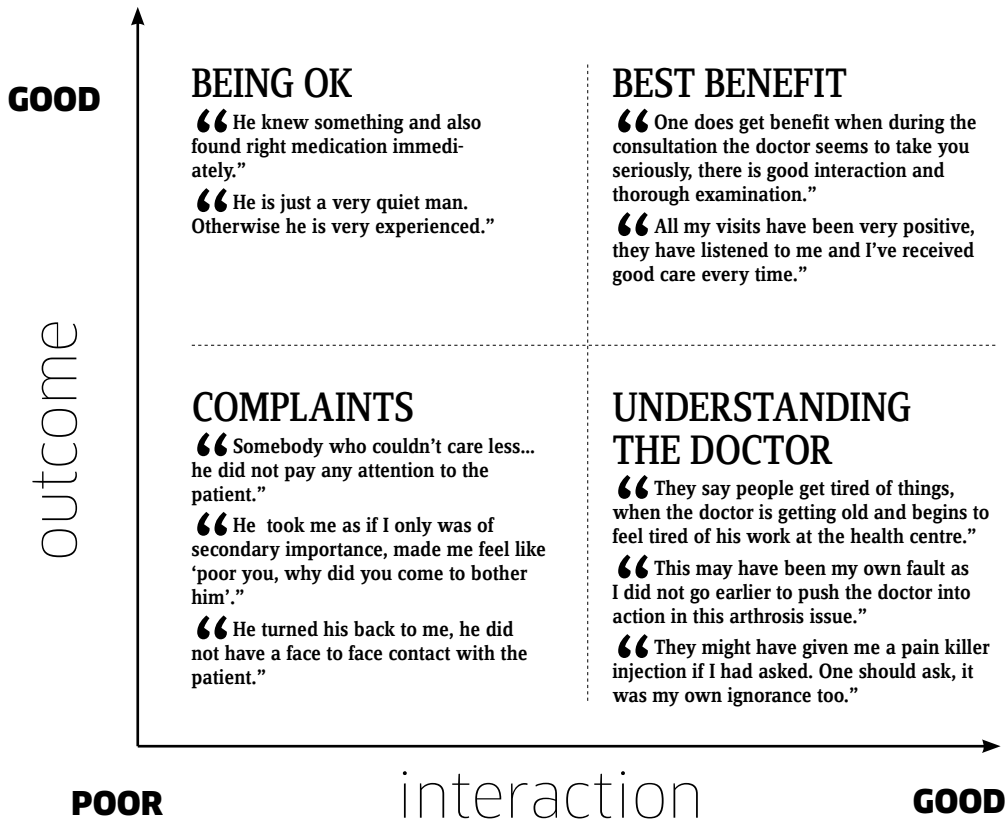 GOOD
outcome
BEING OK
“He knew something and also
found right medication immedi-
ately.”
“He is just a very quiet man.
Otherwise he is very experienced.”
BEST BENEFIT
“One does get benefit when during the
consultation the doctor seems to take you
seriously, there is good interaction and
thorough examination.”
“All my visits have been very positive,
they have listened to me and I’ve received
good care every time.”
COMPLAINTS
“Somebody who couldn’t care less...
he did not pay any attention to the
patient.”
“He took me as if I only was of
secondary importance, made me feel like
‘poor you, why did you come to bother
him’.”
“He turned his back to me, he did
not have a face to face contact with the
patient.”
UNDERSTANDING
THE DOCTOR
“They say people get tired of things,
when the doctor is getting old and begins to
feel tired of his work at the health centre.”
“This may have been my own fault as
I did not go earlier to push the doctor into
action in this arthrosis issue.”
“They might have given me a pain killer
injection if I had asked. One should ask, it
was my own ignorance too.”
POOR
interaction
GOOD